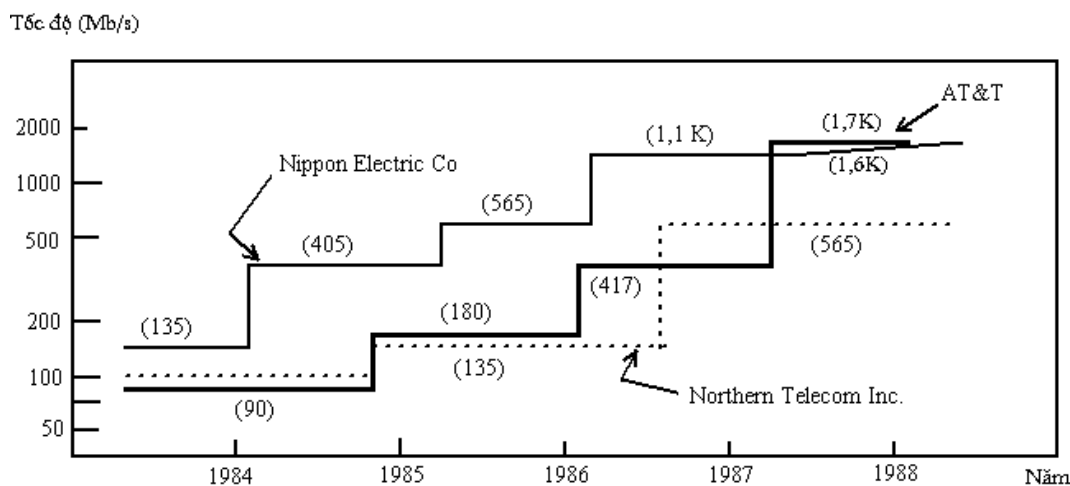 Tốc độ (Mb/s)
AT&T
2000
(1,7K)
(1,1 K)
Nippon Electric Co
(1,6K)
1000
(565)
500
(405)
(565)
(417)
200
(135)
(180)
(135)
100
Northern Telecom Inc.
(90)
50
1984
1985
1986
1987
1988
Năm